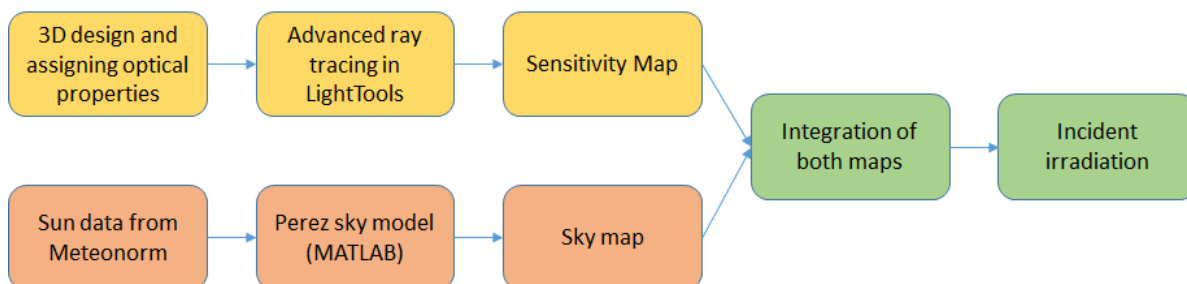 3D design and
assigning optical
properties
Advanced ray
tracing in
LightTools
Sensitivity Map
Integration of
both maps
Incident
irradiation
Sun data from
Meteonorm
Perez sky model
(MATLAB)
Sky map